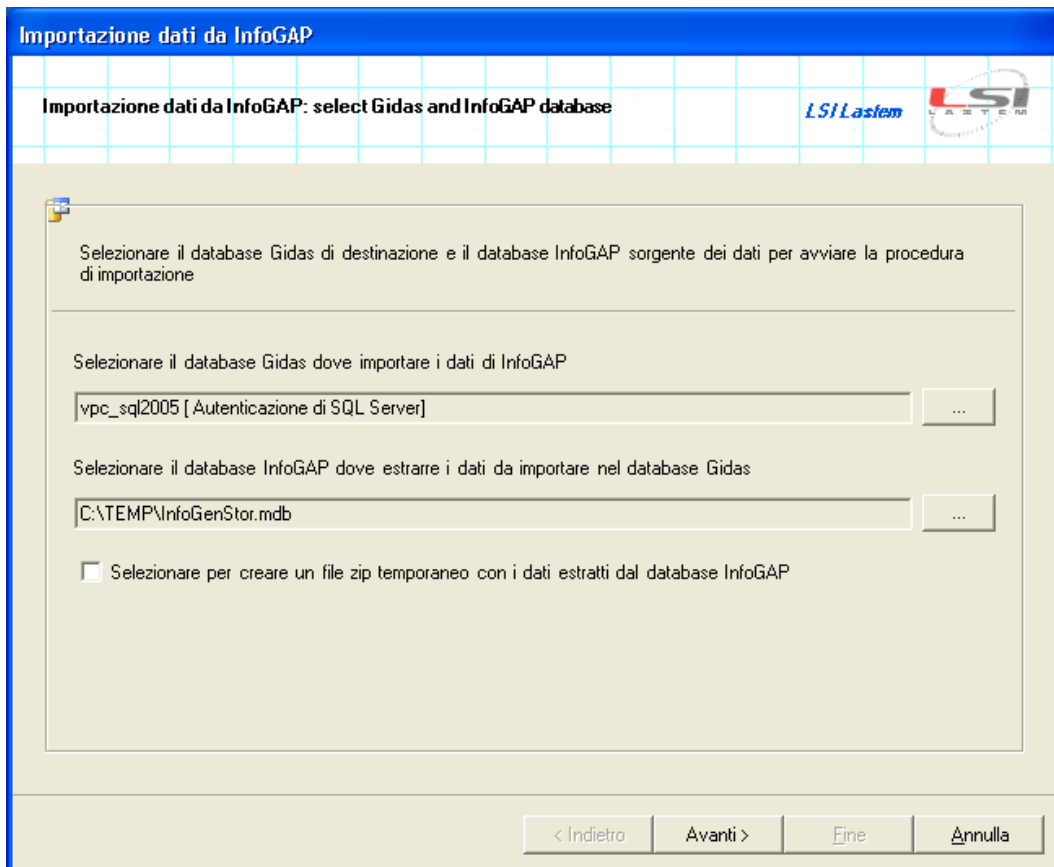 Importazione dati da InfoGAP
Importazione dati da InfoGAP: select Gidas and InfoGAP database
LSI Lastem
LSI
LASTEM
Selezionare il database Gidas di destinazione e il database InfoGAP sorgente dei dati per avviare la procedura
di importazione
Selezionare il database Gidas dove importare i dati di InfoGAP
vpc_sql2005 [ Autenticazione di SQL Server]
...
Selezionare il database InfoGAP dove estrarre i dati da importare nel database Gidas
C:\TEMP\InfoGenStor.mdb
...
Selezionare per creare un file zip temporaneo con i dati estratti dal database InfoGAP
< Indietro
Avanti >
Fine
Annulla